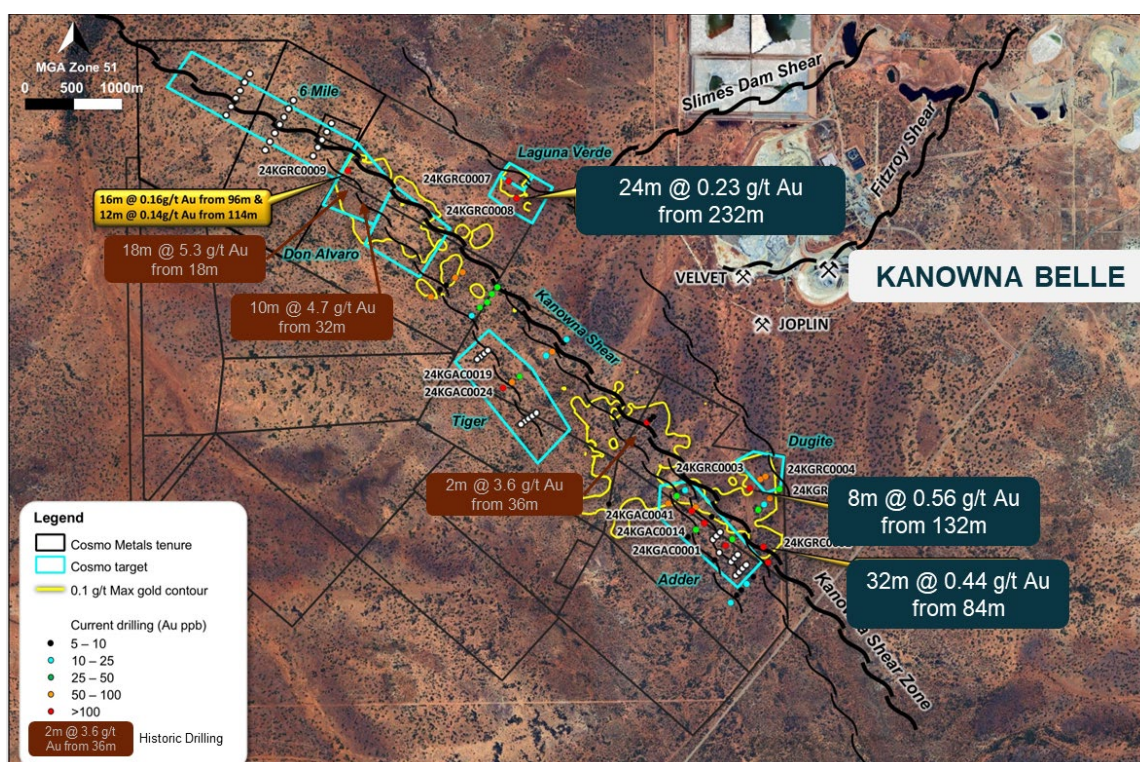 MGA Zone 51
0 500 1000m
6 Mile
Slimes Dam Shear
Fitzroy Shear
Laguna Verde
24KGRC0009
24KGRC0007
24KGRC0008
24m @ 0.23 g/t Au
from 232m
16m @ 0.16g/t Au from 96m &
12m @ 0.14g/t Au from 114m
18m @ 5.3 g/t Au
from 18m
Don Alvaro
VELVET
KANOWNA BELLE
10m @ 4.7 g/t Au
from 32m
Kanowna Shear
JOPLIN
24KGAC0019
24KGAC0024
Tiger
Dugite
24KGRC0003
24KGRC0004
2m @ 3.6 g/t Au
from 36m
8m @ 0.56 g/t Au
from 132m
24KGAC0041
24KGAC0014
24KGAC0001
Adder
32m @ 0.44 g/t Au
from 84m
Kanowna Shear Zone
Legend
Cosmo Metals tenure
Cosmo target
0.1 g/t Max gold contour
Current drilling (Au ppb)
5 – 10
10 – 25
25 – 50
50 – 100
>100
2m @ 3.6 g/t
Au from 36m
Historic Drilling